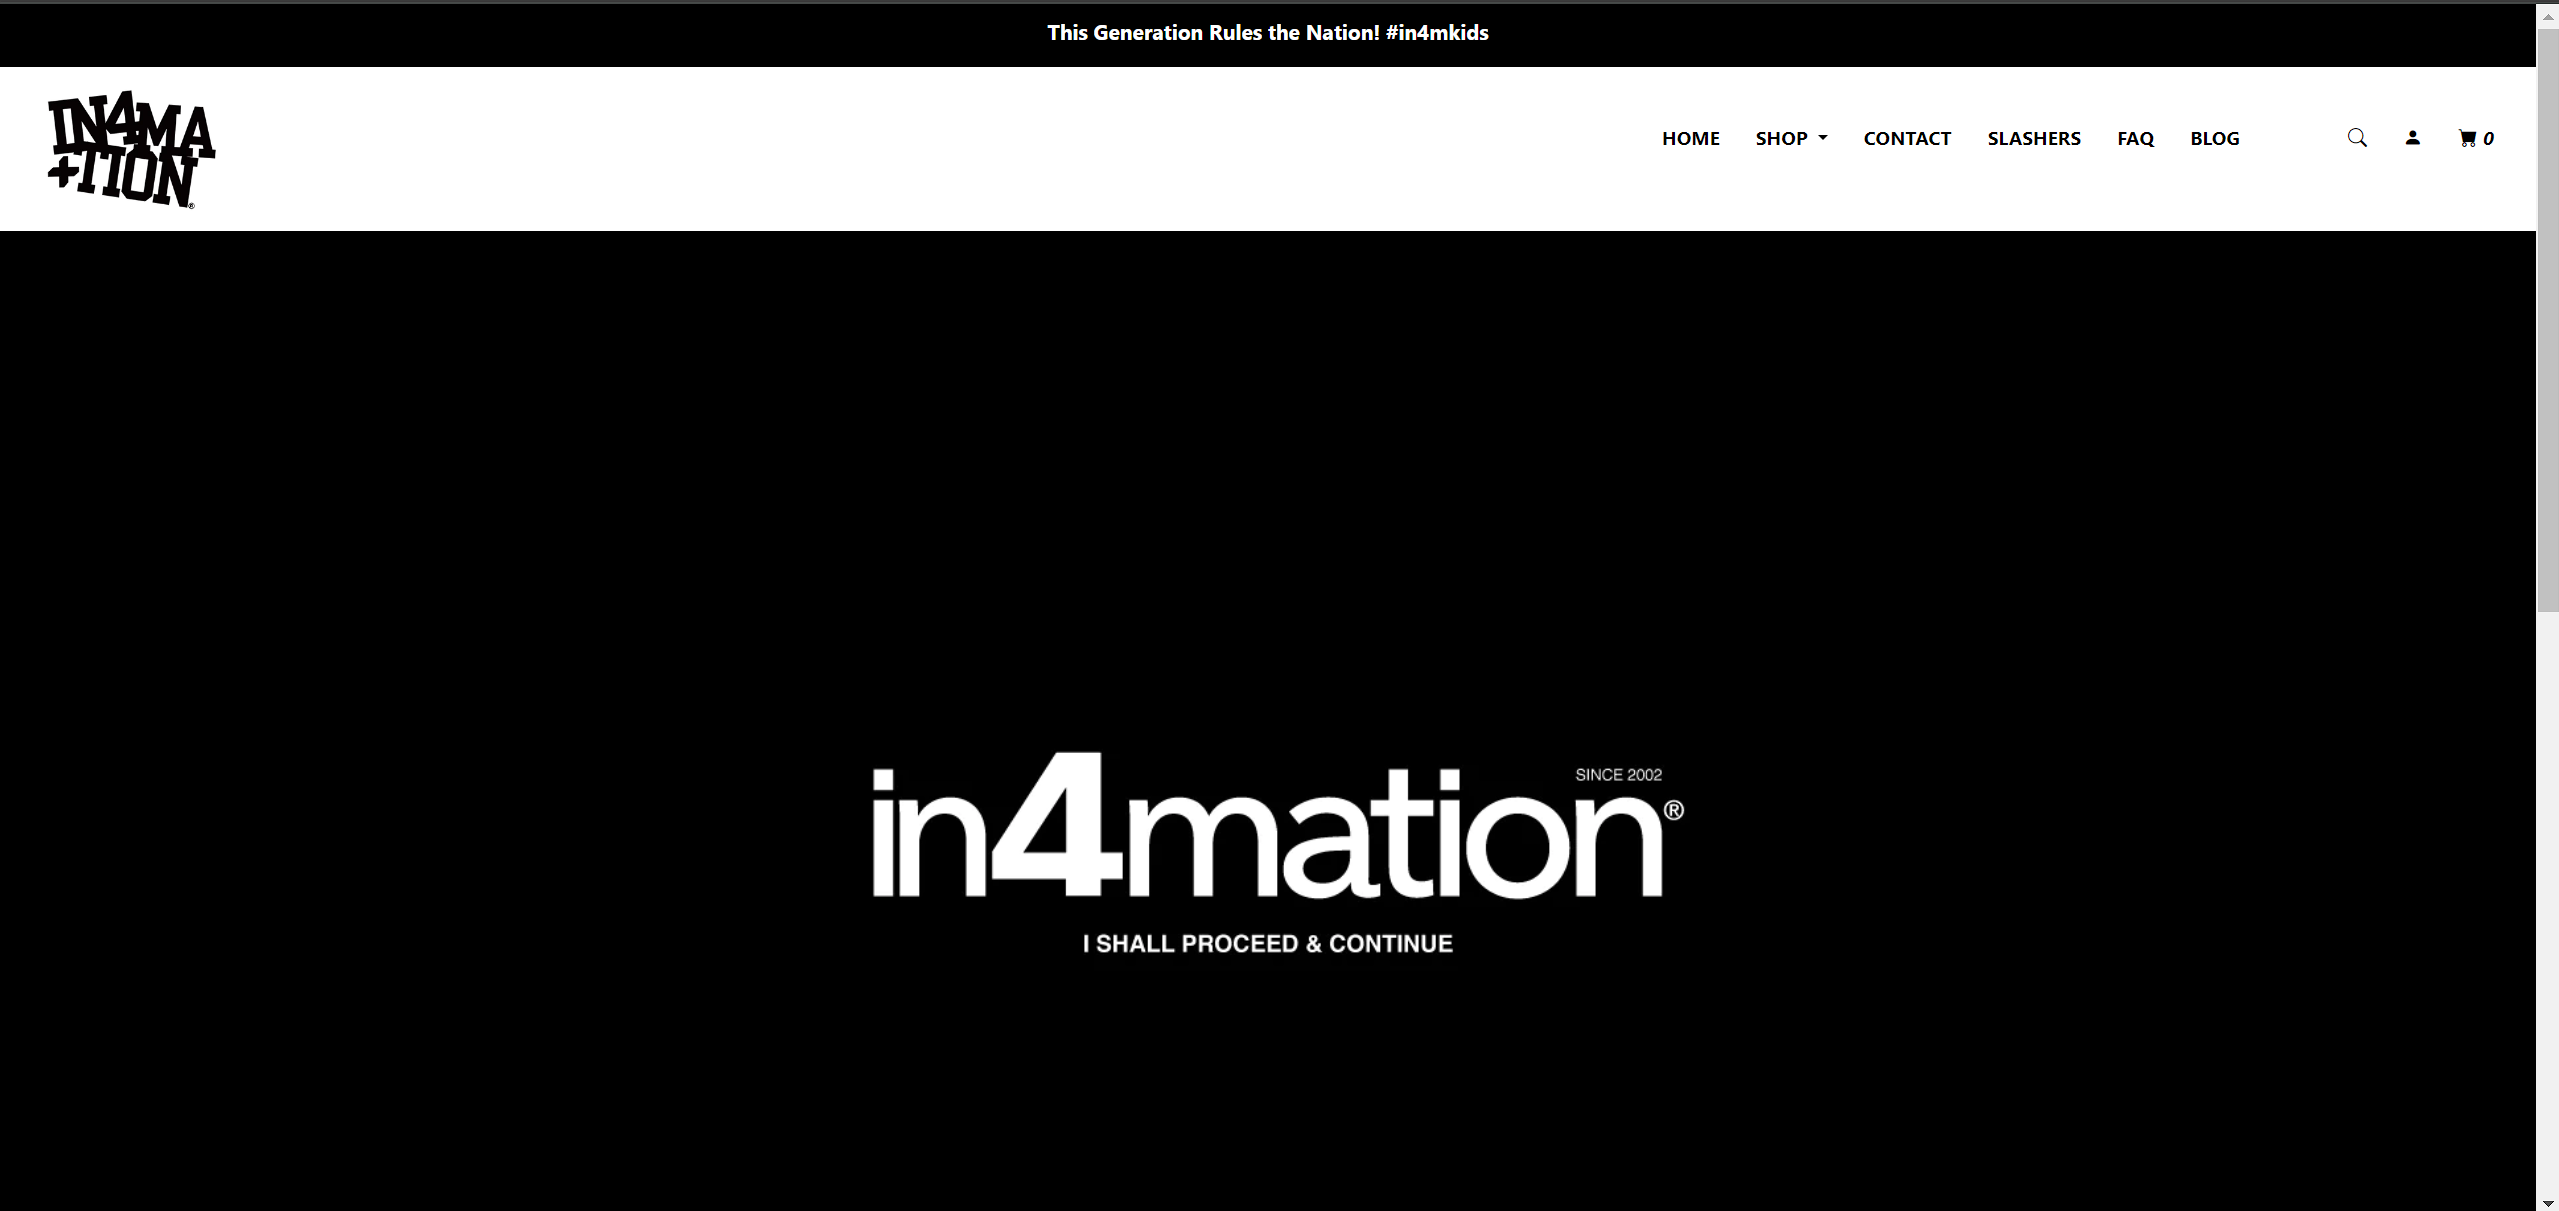 This Generation Rules the Nation! #in4mkids
IN4MA
+TION®
HOME SHOP CONTACT SLASHERS FAQ BLOG 0
SINCE 2002
in4mation®
I SHALL PROCEED & CONTINUE